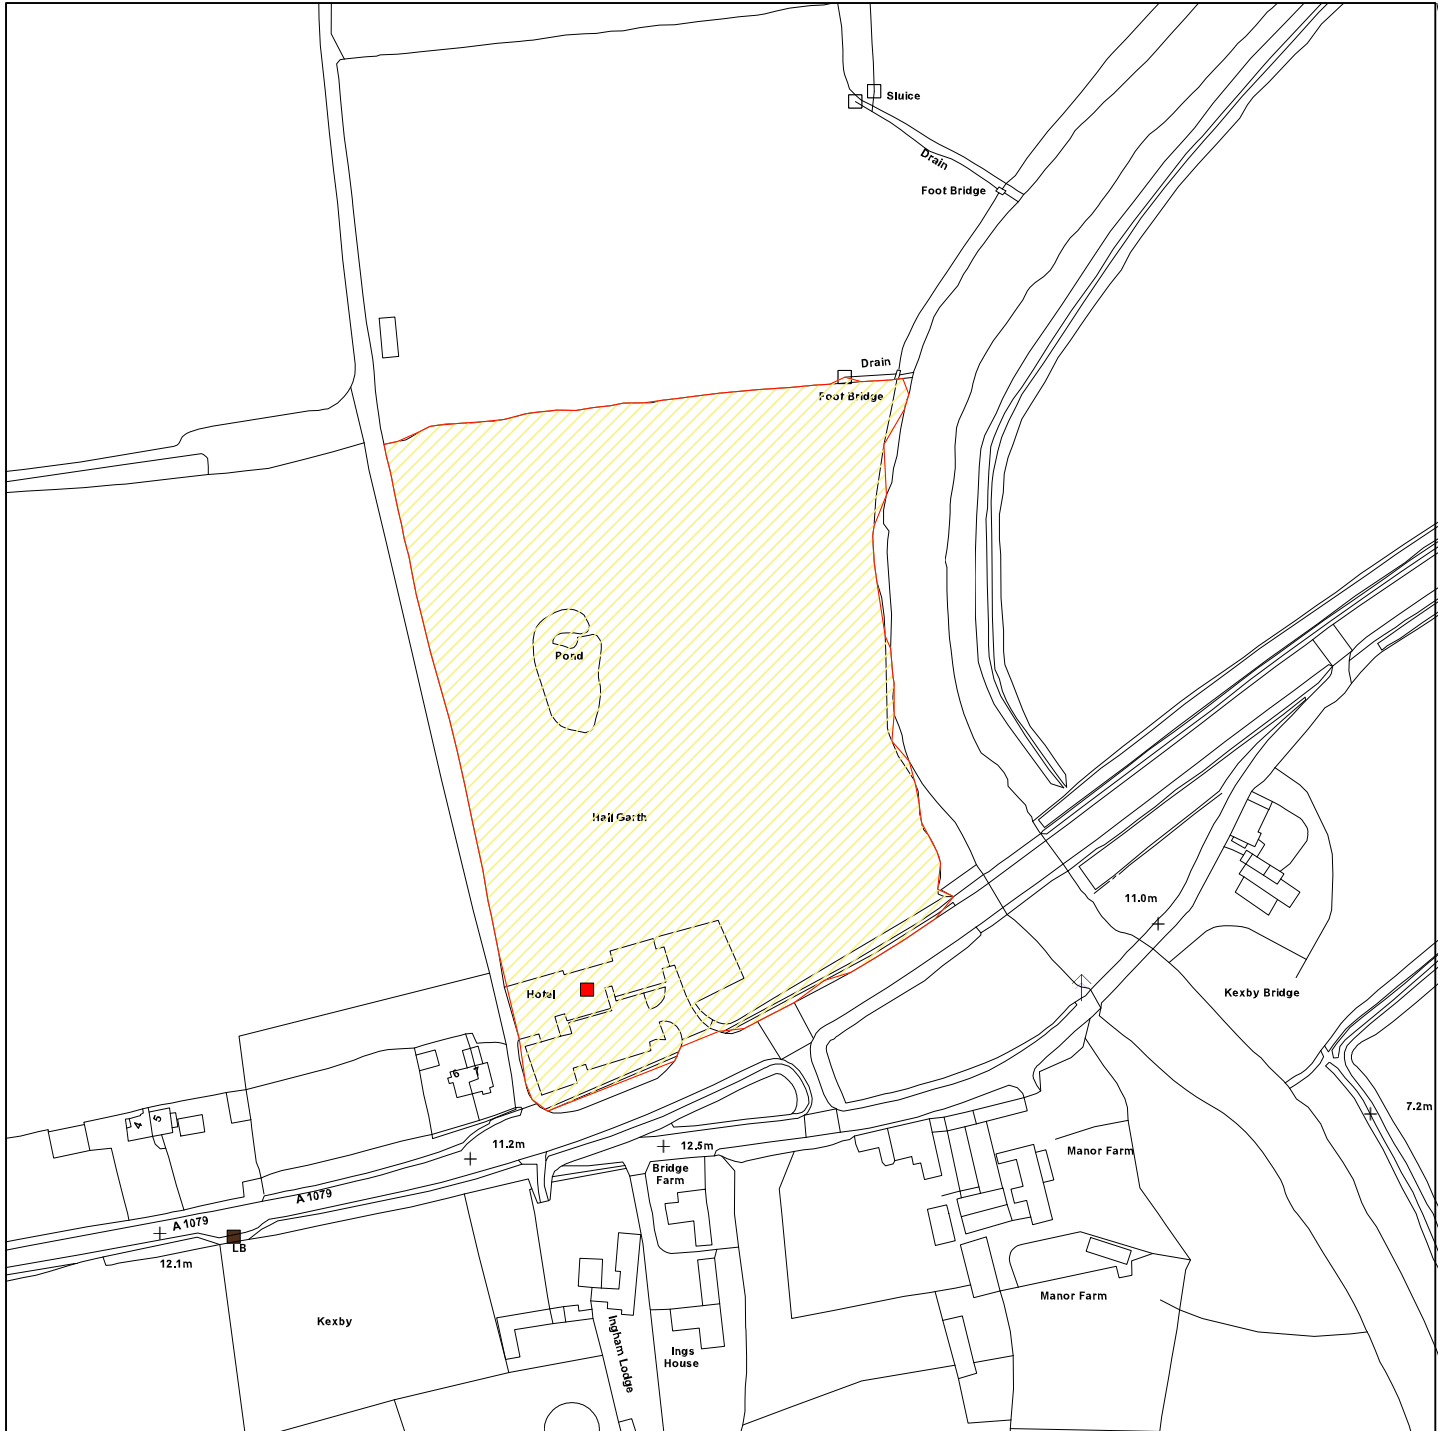 Sluice
Drain
Foot Bridge
Drain
Foot Bridge
Pond
Hall Garth
11.0m
Hotel
Kexby Bridge
6
7
4
5
7.2m
11.2m
12.5m
Manor Farm
Bridge
Farm
A 1079
A 1079
LB
12.1m
Manor Farm
Kexby
Ingham Lodge
Ings
House